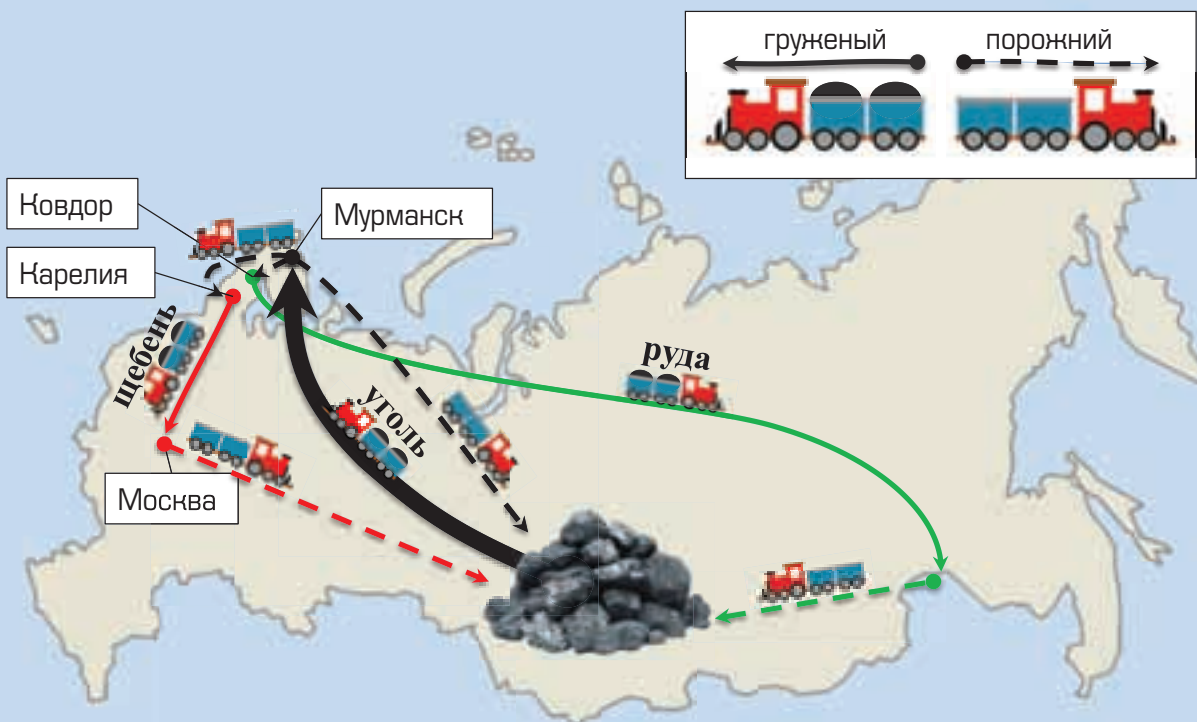 груженый
порожний
Ковдор
Мурманск
Карелия
щебень
руда
уголь
Москва